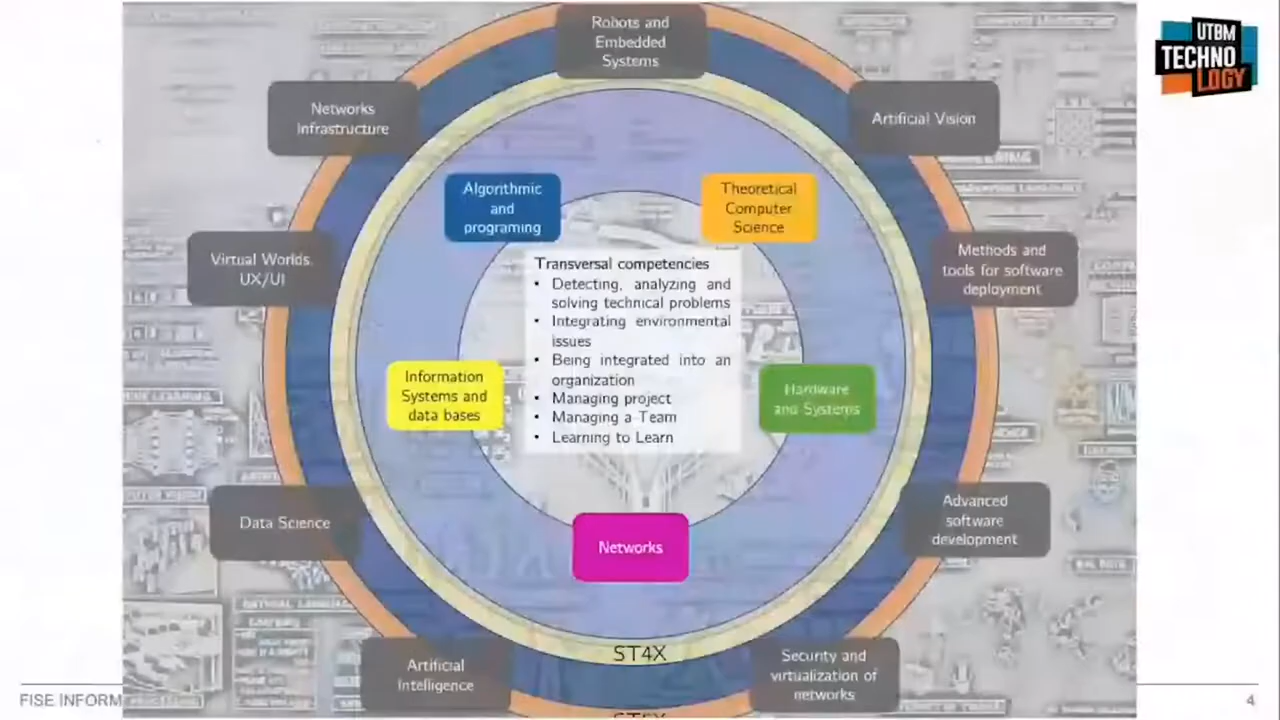 Robots and
Embedded
Systems
UTBM
TECHNO
LOGY
Networks
Infrastructure
Artificial Vision
Algorithmic
and
programing
Theoretical
Computer
Science
Virtual Worlds,
UX/UI
Methods and
tools for software
deployment
Transversal competencies
• Detecting, analyzing and
solving technical problems
• Integrating environmental
issues
• Being integrated into an
organization
• Managing project
• Managing a Team
• Learning to Learn
Information
Systems and
data bases
Hardware
and Systems
Data Science
Advanced
software
development
Networks
ST4X
Artificial
Intelligence
Security and
virtualization of
networks
FISE INFORM
4